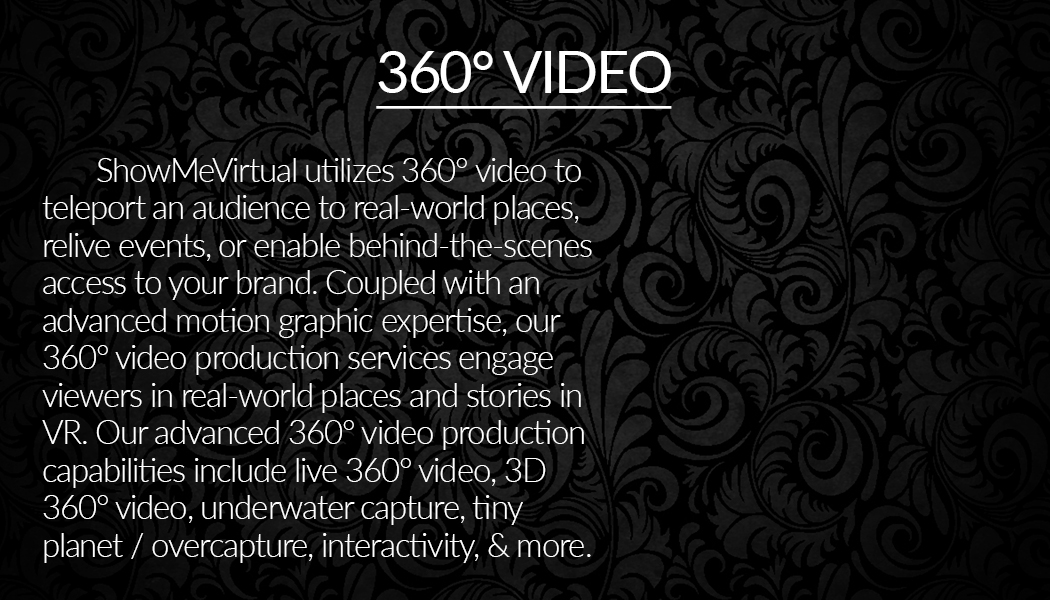 360° VIDEO
ShowMeVirtual utilizes 360° video to
teleport an audience to real-world places,
relive events, or enable behind-the-scenes
access to your brand. Coupled with an
advanced motion graphic expertise, our
360° video production services engage
viewers in real-world places and stories in
VR. Our advanced 360° video production
capabilities include live 360° video, 3D
360° video, underwater capture, tiny
planet / overcapture, interactivity, & more.